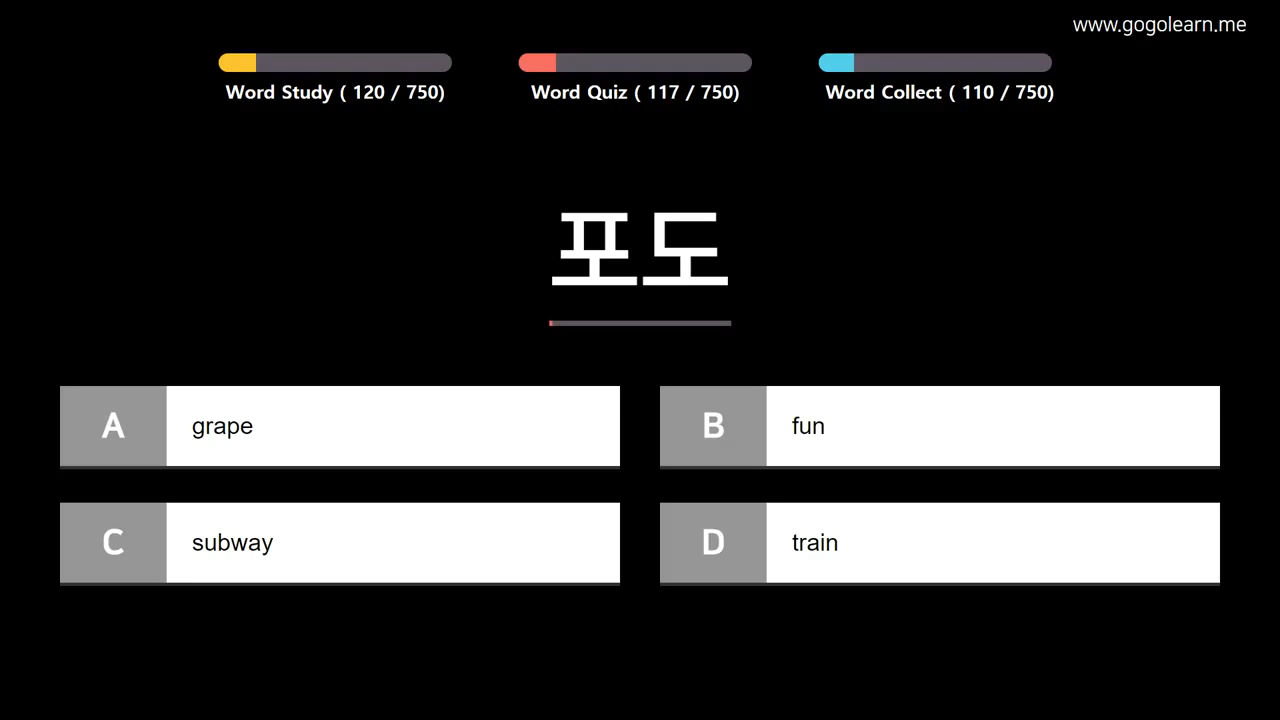 www.gogolearn.me
Word Study ( 120 / 750)
Word Quiz ( 117 / 750)
Word Collect ( 110 / 750)
포도
A grape
B fun
C subway
D train